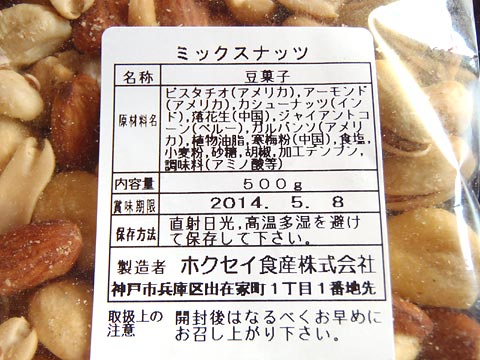 ミックスナッツ
名称 豆菓子
原材料名 ピスタチオ(アメリカ),アーモンド
(アメリカ),カシューナッツ(イン
ド),落花生(中国),ジャイアントコ
ーン(ペルー),ガルバンソ(アメリ
カ),植物油脂,寒梅粉(中国),食塩,
小麦粉,砂糖,胡椒,加工デンプン,
調味料(アミノ酸等)
内容量 500g
賞味期限 2014. 5. 8
保存方法 直射日光,高温多湿を避け
て保存して下さい。
製造者 ホクセイ食産株式会社
神戸市兵庫区出在家町1丁目1番地先
取扱上の 開封後はなるべくお早めに
注意 お召し上がり下さい。